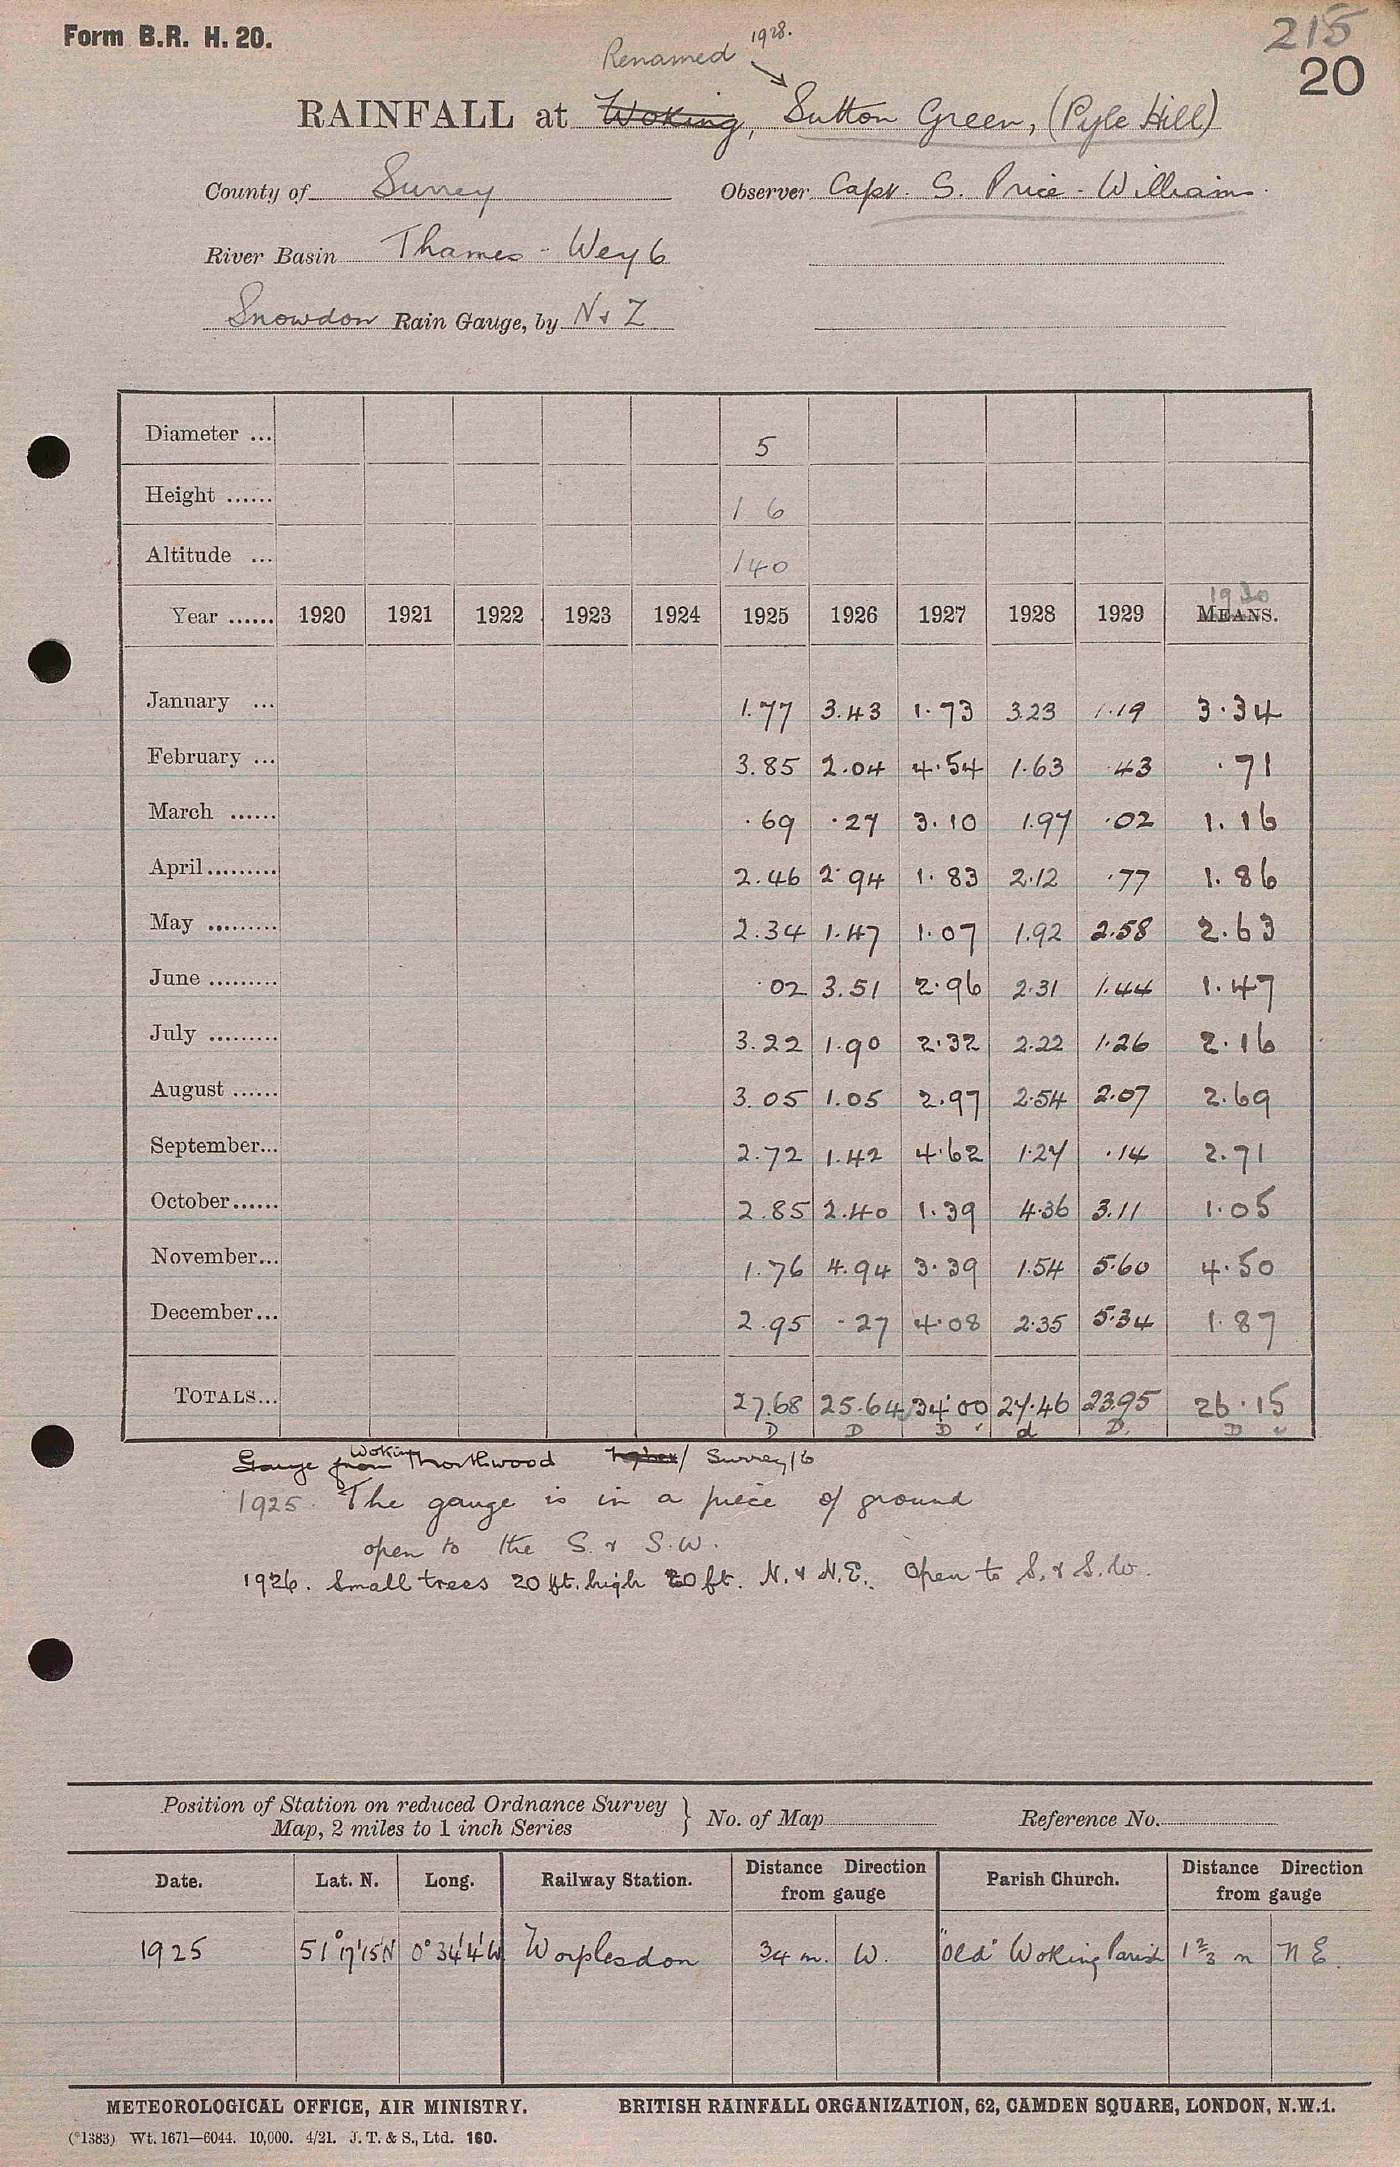 Form B.R. H. 20.
215
20
Renamed 1928.
RAINFALL at Woking, Sutton Green, (Pyle Hill)
County of Surrey Observer Capt. S. Price-Williams.
River Basin Thames - Wey 6
Snowdon Rain Gauge, by N & Z
Diameter ... 5
Height ...... 1 6
Altitude ... 140
1930
Year ...... 1920 1921 1922 1923 1924 1925 1926 1927 1928 1929 MEANS.
January ... 1.77 3.43 1.73 3.23 1.19 3.34
February ... 3.85 2.04 4.54 1.63 .43 .71
March ...... .69 .27 3.10 1.97 .02 1.16
April ......... 2.46 2.94 1.83 2.12 .77 1.86
May ......... 2.34 1.47 1.07 1.92 2.58 2.63
June ......... .02 3.51 2.96 2.31 1.44 1.47
July ......... 3.22 1.90 2.32 2.22 1.26 2.16
August ...... 3.05 1.05 2.97 2.54 2.07 2.69
September... 2.72 1.42 4.62 1.27 .14 2.71
October...... 2.85 2.40 1.39 4.36 3.11 1.05
November... 1.76 4.94 3.39 1.54 5.60 4.50
December... 2.95 .27 4.08 2.35 5.34 1.87
TOTALS... 27.68 25.64 34.00 27.46 23.95 26.15
D D D d D. D
Gauge from Woking Northwood / Surrey / 6
1925. The gauge is in a piece of ground
open to the S. & S.W.
1926. Small trees 20 ft. high 20 ft. N. & N.E. Open to S. & S.W.
Position of Station on reduced Ordnance Survey
Map, 2 miles to 1 inch Series } No. of Map Reference No.
Date. Lat. N. Long. Railway Station. Distance Direction from gauge Parish Church. Distance Direction from gauge
1925 51° 17' 15" N 0° 34' 4" W Worplesdon 3/4 m. W. "Old" Woking Parish 1 2/3 m N E.
METEOROLOGICAL OFFICE, AIR MINISTRY. BRITISH RAINFALL ORGANIZATION, 62, CAMDEN SQUARE, LONDON, N.W.1.
(*1383) Wt. 1671—6044. 10,000. 4/21. J. T. & S., Ltd. 160.